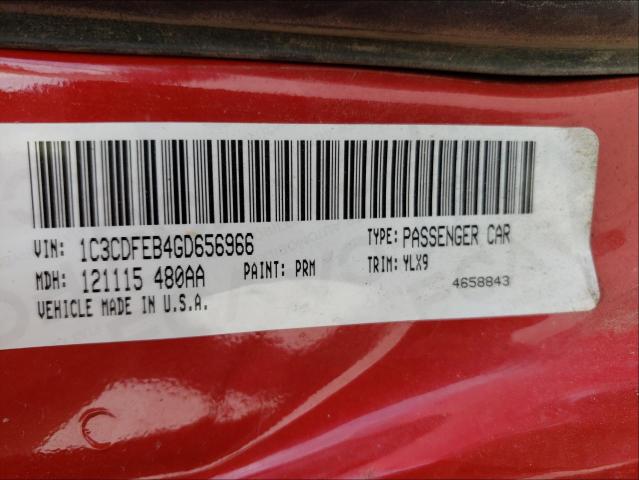 VIN: 1C3CDFEB4GD656966 TYPE: PASSENGER CAR
MDH: 121115 480AA PAINT: PRM TRIM: YLX9
VEHICLE MADE IN U.S.A. 4658843